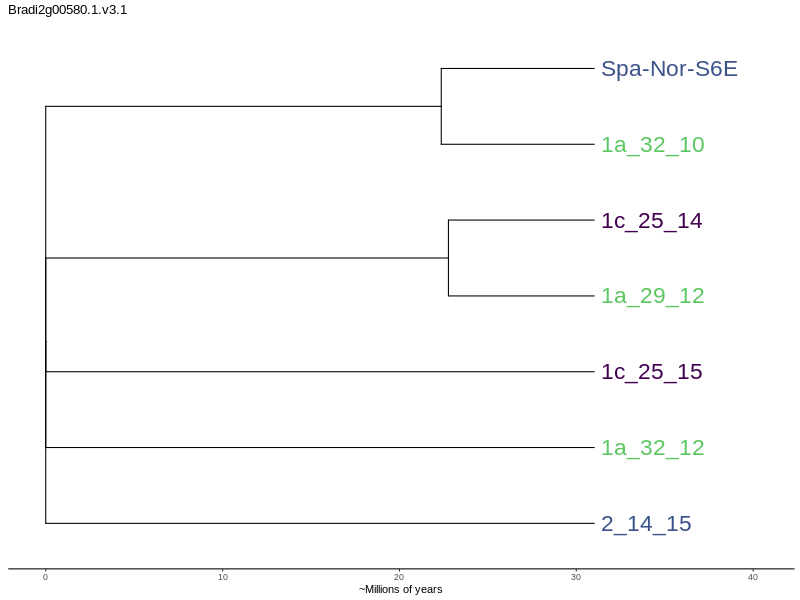 Bradi2g00580.1.v3.1
Spa-Nor-S6E
1a_32_10
1c_25_14
1a_29_12
1c_25_15
1a_32_12
2_14_15
0 10 20 30 40
~Millions of years